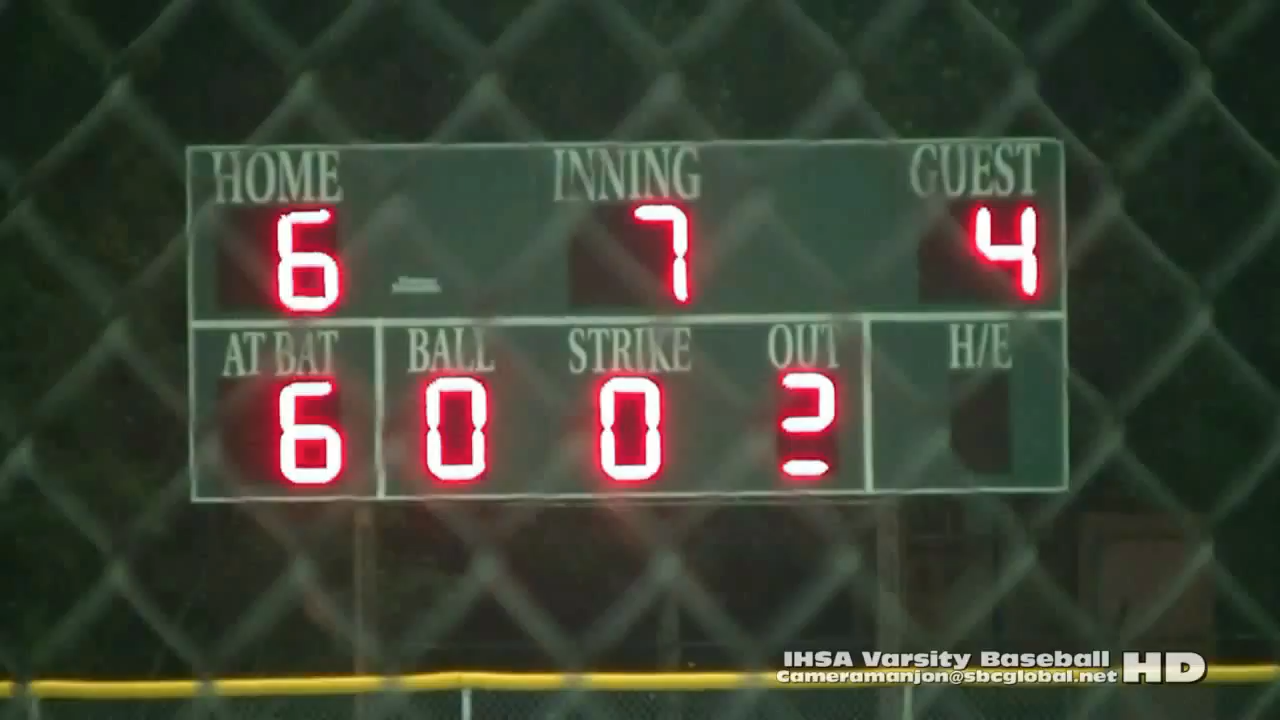 HOME INNING GUEST
6 7 4
AT BAT BALL STRIKE OUT H/E
6 0 0 2
IHSA Varsity Baseball HD
Cameramanjon@sbcglobal.net